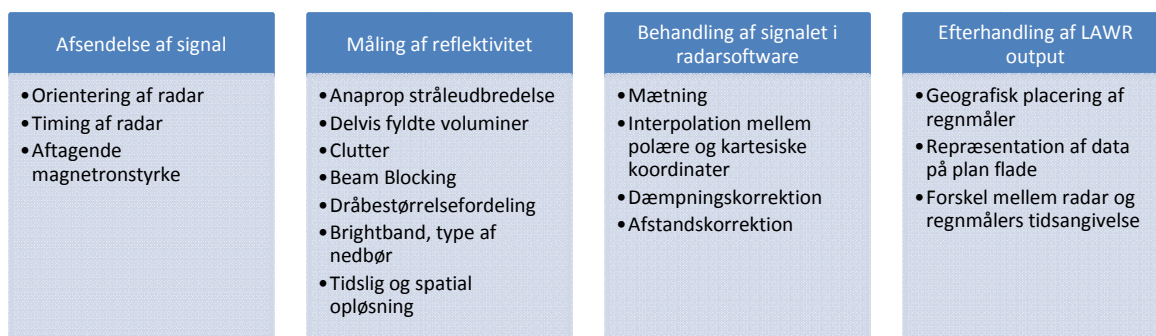 Afsendelse af signal
•Orientering af radar
•Timing af radar
•Aftagende
magnetronstyrke
Måling af reflektivitet
•Anaprop stråleudbredelse
•Delvis fyldte voluminer
•Clutter
•Beam Blocking
•Dråbestørrelsefordeling
•Brightband, type af
nedbør
•Tidslig og spatial
opløsning
Behandling af signalet i
radarsoftware
•Mætning
•Interpolation mellem
polære og kartesiske
koordinater
•Dæmpningskorrektion
•Afstandskorrektion
Efterhandling af LAWR
output
•Geografisk placering af
regnmåler
•Repræsentation af data
på plan flade
•Forskel mellem radar og
regnmålers tidsangivelse